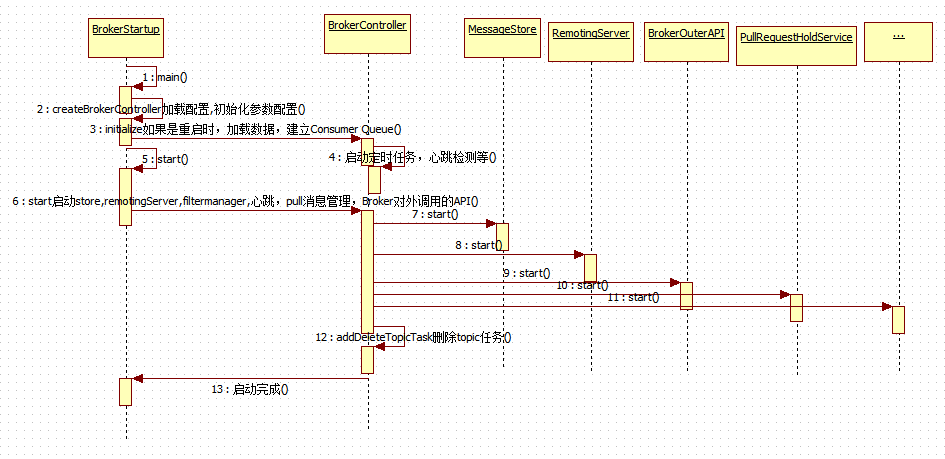 BrokerStartup
BrokerController
MessageStore
RemotingServer
BrokerOuterAPI
PullRequestHoldService
...
1 : main()
2 : createBrokerController加载配置,初始化参数配置()
3 : initialize如果是重启时，加载数据，建立Consumer Queue()
4 : 启动定时任务，心跳检测等()
5 : start()
6 : start启动store,remotingServer,filtermanager,心跳，pull消息管理，Broker对外调用的API()
7 : start()
8 : start()
9 : start()
10 : start()
11 : start()
12 : addDeleteTopicTask删除topic任务()
13 : 启动完成()